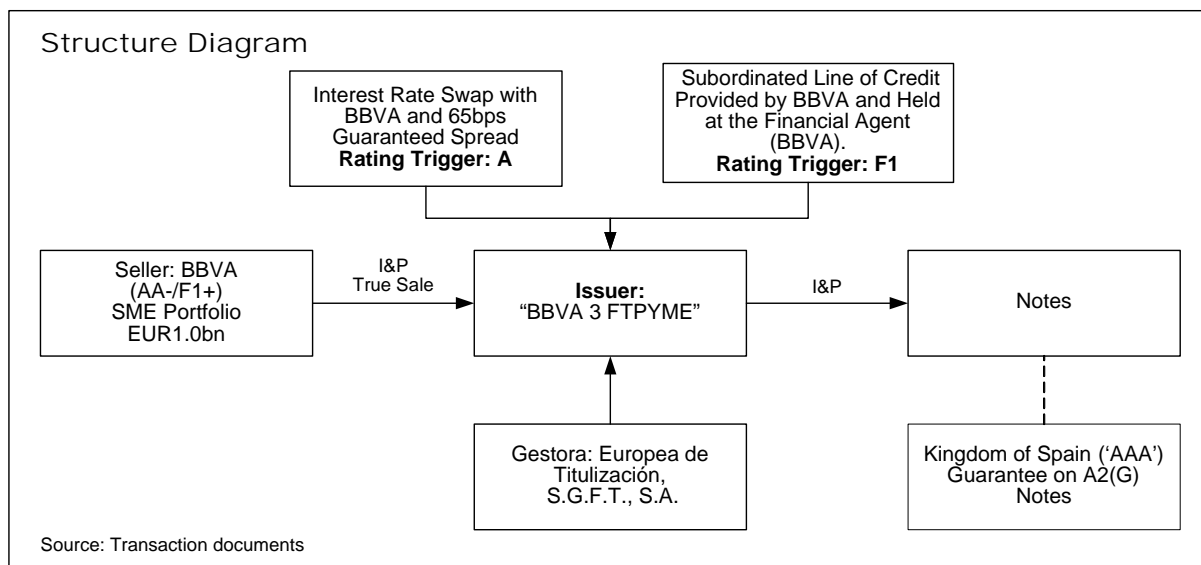 Structure Diagram
Interest Rate Swap with
BBVA and 65bps
Guaranteed Spread
Rating Trigger: A
Subordinated Line of Credit
Provided by BBVA and Held
at the Financial Agent
(BBVA).
Rating Trigger: F1
Seller: BBVA
(AA-/F1+)
SME Portfolio
EUR1.0bn
I&P
True Sale
Issuer:
“BBVA 3 FTPYME”
I&P
Notes
Gestora: Europea de
Titulización,
S.G.F.T., S.A.
Kingdom of Spain (‘AAA’)
Guarantee on A2(G)
Notes
Source: Transaction documents